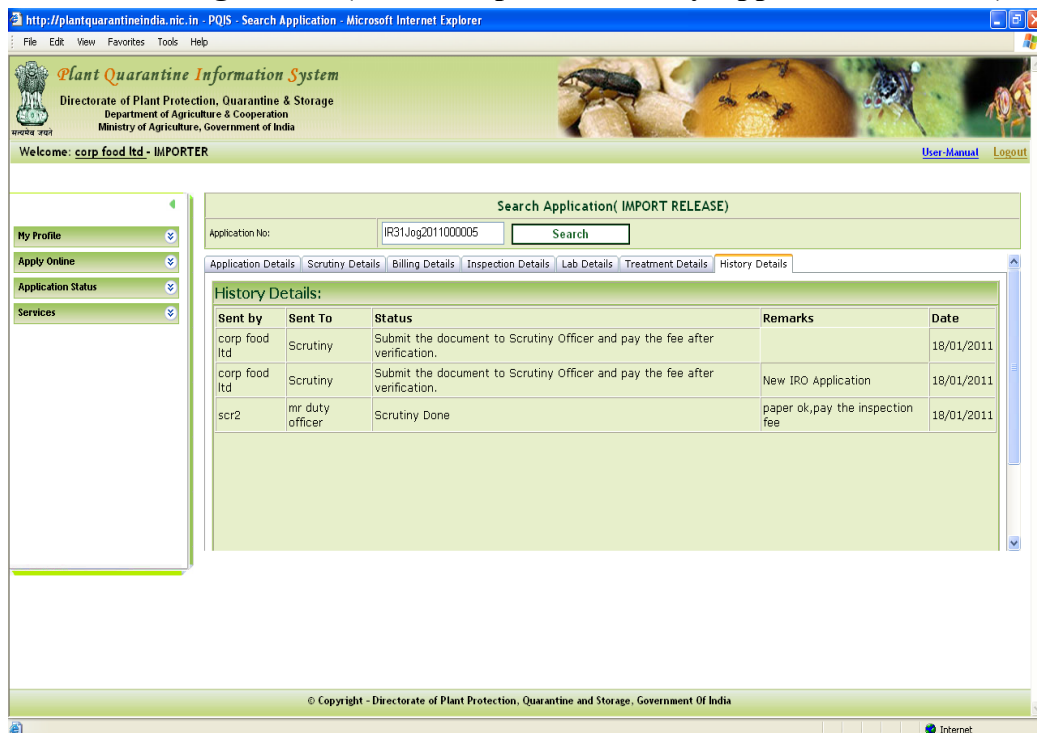 http://plantquarantineindia.nic.in - PQIS - Search Application - Microsoft Internet Explorer
File Edit View Favorites Tools Help
Plant Quarantine Information System
Directorate of Plant Protection, Quarantine & Storage
Department of Agriculture & Cooperation
Ministry of Agriculture, Government of India
सत्यमेव जयते
Welcome: corp food ltd - IMPORTER
User-Manual Logout
Search Application( IMPORT RELEASE)
My Profile
Application No: IR31Jog2011000005 Search
Apply Online
Application Details Scrutiny Details Billing Details Inspection Details Lab Details Treatment Details History Details
Application Status
Services
History Details:
Sent by Sent To Status Remarks Date
corp food ltd Scrutiny Submit the document to Scrutiny Officer and pay the fee after verification. 18/01/2011
corp food ltd Scrutiny Submit the document to Scrutiny Officer and pay the fee after verification. New IRO Application 18/01/2011
scr2 mr duty officer Scrutiny Done paper ok,pay the inspection fee 18/01/2011
© Copyright - Directorate of Plant Protection, Quarantine and Storage, Government Of India
Internet